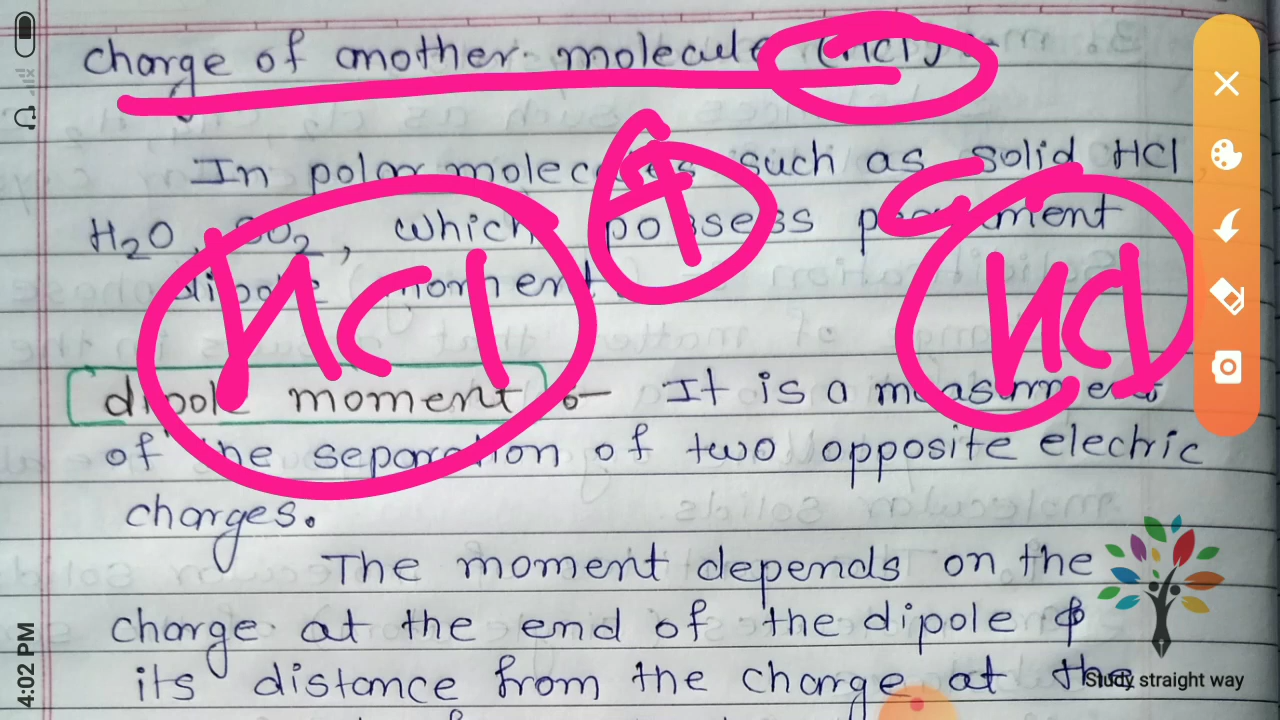 charge of another molecule (HCl)
In polar molecules such as solid HCl,
H2O, SO2, which possess perment
dipole moment.
HCl
+
HCl
dipole moment :- It is a measurment
of the separation of two opposite electric
charges.
The moment depends on the
charge at the end of the dipole &
its distance from the charge at the
Study straight way
4:02 PM